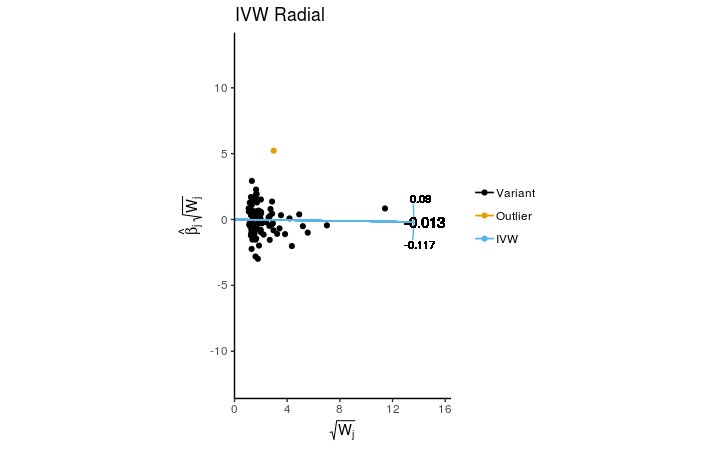 IVW Radial
10
5
0
-5
-10
β̂j√Wj
0.09
-0.013
-0.117
0
4
8
12
16
√Wj
Variant
Outlier
IVW